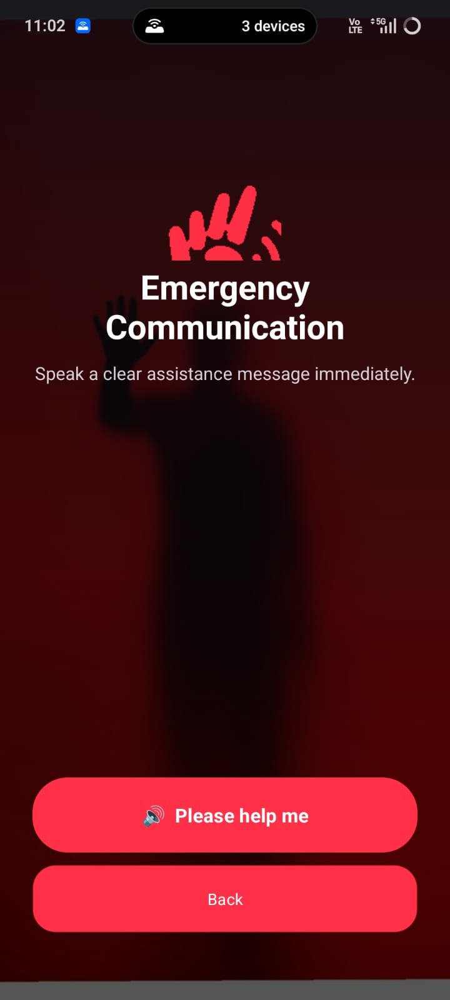 11:02
3 devices
Vo
LTE
5G
Emergency
Communication
Speak a clear assistance message immediately.
Please help me
Back